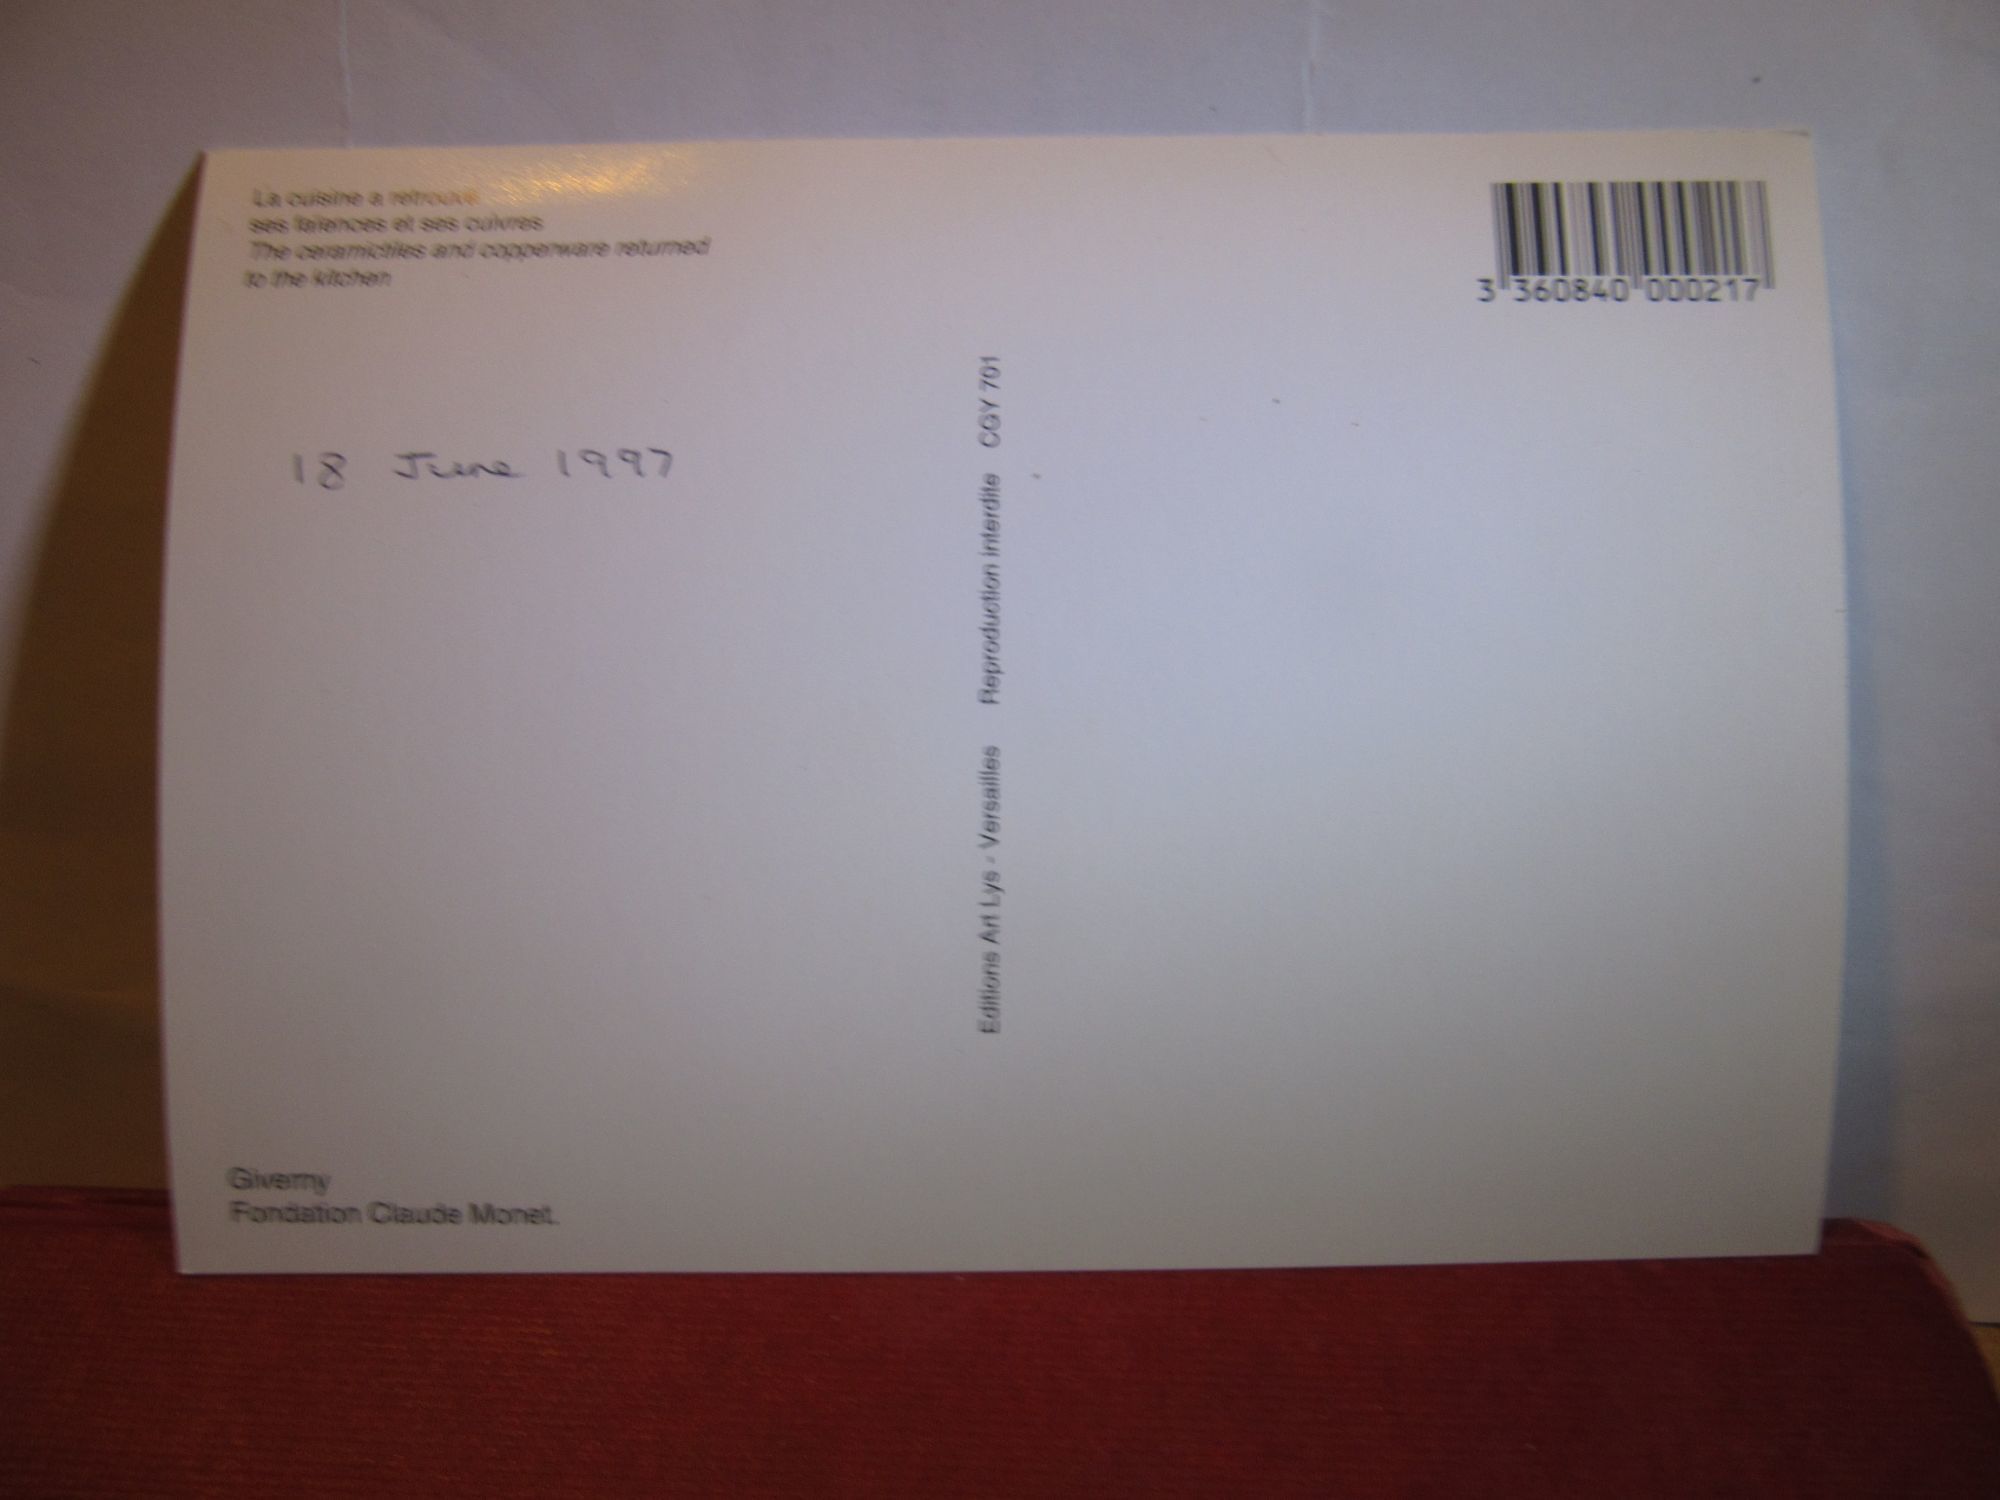 La cuisine a retrouvé
ses faïences et ses cuivres
The ceramictiles and copperware returned
to the kitchen
3 360840 000217
18 June 1997
Editions Art Lys - Versailles Reproduction interdite CGY 701
Giverny
Fondation Claude Monet.